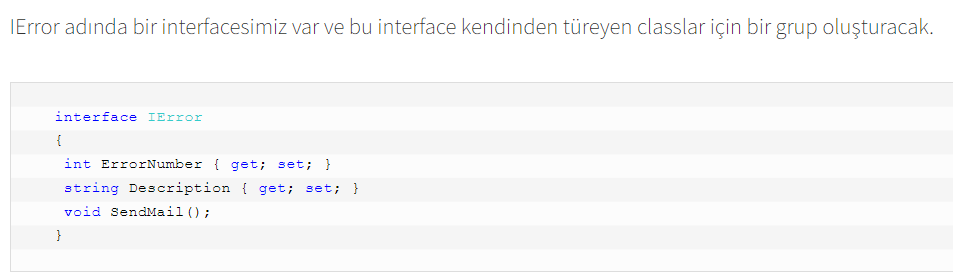 IError adında bir interfacesimiz var ve bu interface kendinden türeyen classlar için bir grup oluşturacak.
interface IError
{
int ErrorNumber { get; set; }
string Description { get; set; }
void SendMail();
}